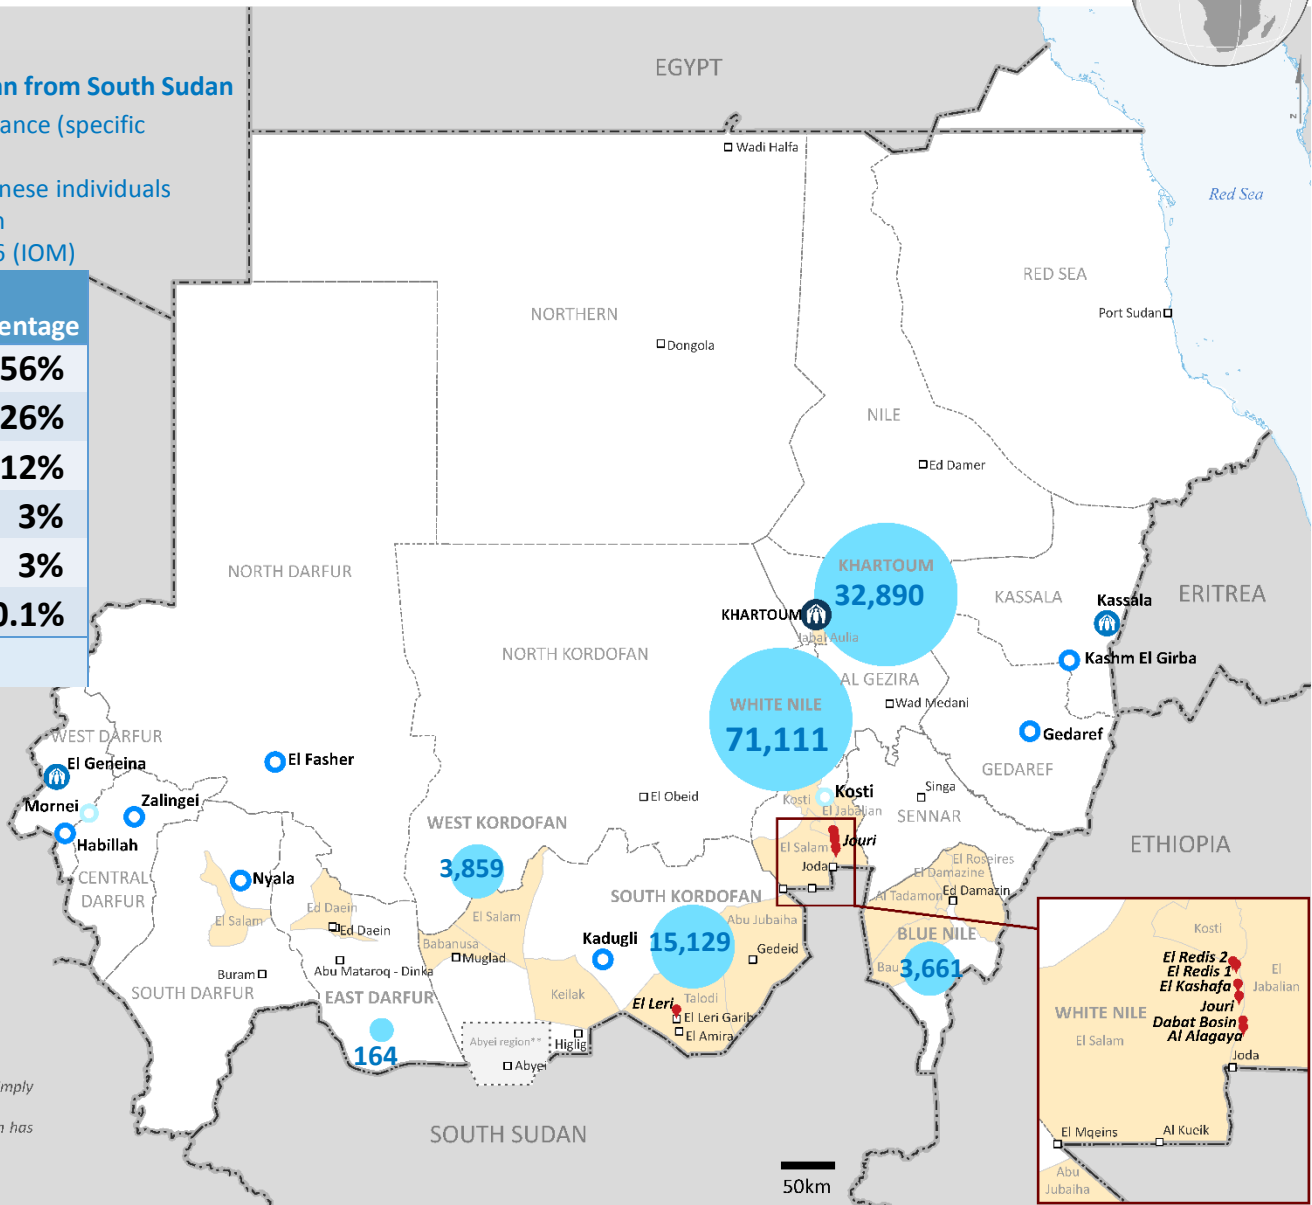 n from South Sudan
ance (specific
nese individuals
(IOM)
entage
56%
26%
12%
3%
3%
0.1%
mply
has
EGYPT
Wadi Halfa
Red Sea
RED SEA
Port Sudan
NORTHERN
Dongola
NILE
Ed Damer
NORTH DARFUR
KHARTOUM
32,890
KHARTOUM
Jabal Aulia
KASSALA
Kassala
ERITREA
Kashm El Girba
NORTH KORDOFAN
AL GEZIRA
WHITE NILE
71,111
Wad Medani
WEST DARFUR
El Geneina
El Fasher
Gedaref
GEDAREF
Mornei
Zalingei
Habillah
El Obeid
Kosti
Kosti
El Jabalian
Singa
SENNAR
WEST KORDOFAN
3,859
El Salam
Jouri
Joda
ETHIOPIA
El Roseires
El Damazine
CENTRAL
DARFUR
Nyala
El Salam
Ed Daein
Ed Daein
El Salam
SOUTH KORDOFAN
Abu Jubaiha
Al Tadamon
Ed Damazin
BLUE NILE
Bau
3,661
Babanusa
Muglad
Kadugli
15,129
Gedeid
Buram
Abu Mataroq - Dinka
SOUTH DARFUR
EAST DARFUR
164
Keilak
El Leri
Talodi
El Leri Garib
El Amira
Abyei region**
Higlig
Abyei
SOUTH SUDAN
50km
Kosti
El Redis 2
El Redis 1
El Kashafa
El
Jabalian
Jouri
WHITE NILE
Dabat Bosin
El Salam
Al Alagaya
Joda
El Mqeins
Al Kueik
Abu
Jubaiha